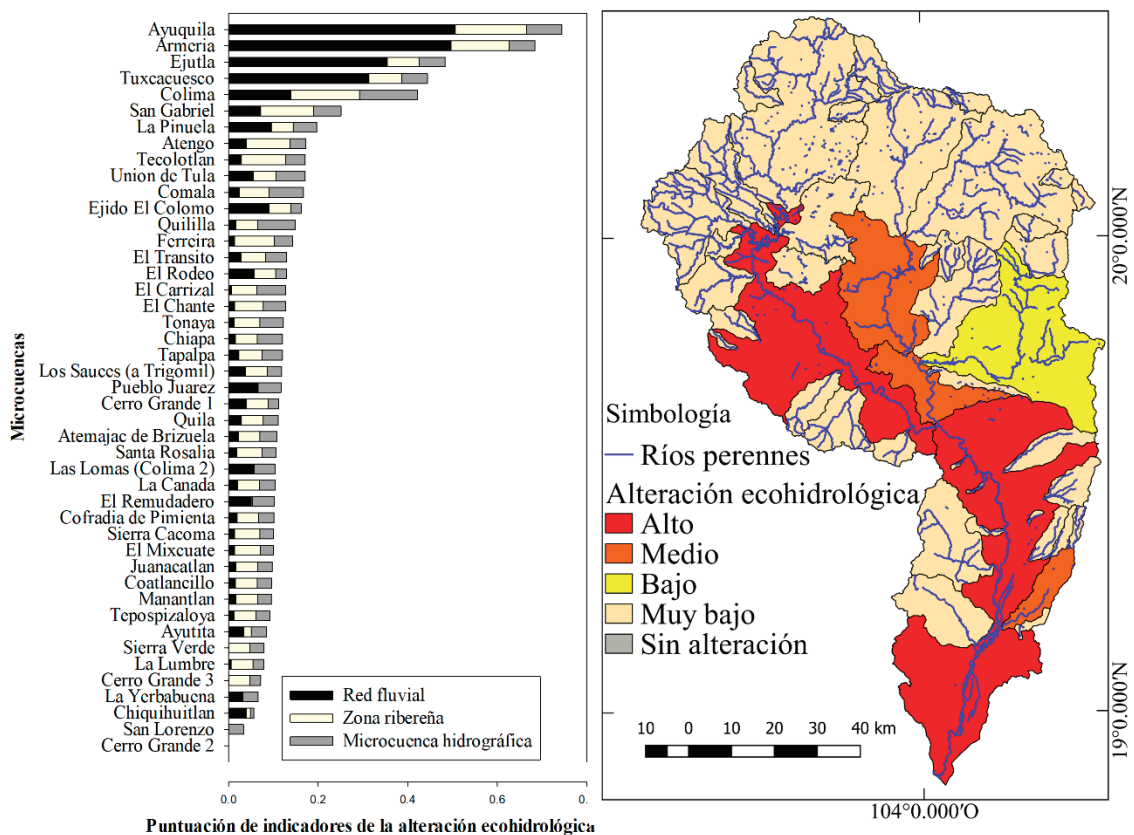 Microcuencas
Ayuquila
Armeria
Ejutla
Tuxcacuesco
Colima
San Gabriel
La Pinuela
Atengo
Tecolotlan
Union de Tula
Comala
Ejido El Colomo
Quililla
Ferreira
El Transito
El Rodeo
El Carrizal
El Chante
Tonaya
Chiapa
Tapalpa
Los Sauces (a Trigomil)
Pueblo Juarez
Cerro Grande 1
Quila
Atemajac de Brizuela
Santa Rosalia
Las Lomas (Colima 2)
La Canada
El Remudadero
Cofradia de Pimienta
Sierra Cacoma
El Mixcuate
Juanacatlan
Coatlancillo
Manantlan
Tepospizaloya
Ayutita
Sierra Verde
La Lumbre
Cerro Grande 3
La Yerbabuena
Chiquihuitlan
San Lorenzo
Cerro Grande 2
Red fluvial
Zona ribereña
Microcuenca hidrográfica
0.0 0.2 0.4 0.6 0.
Puntuación de indicadores de la alteración ecohidrológica
Simbología
Ríos perennes
Alteración ecohidrológica
Alto
Medio
Bajo
Muy bajo
Sin alteración
10 0 10 20 30 40 km
20°0.000'N
19°0.000'N
104°0.000'O